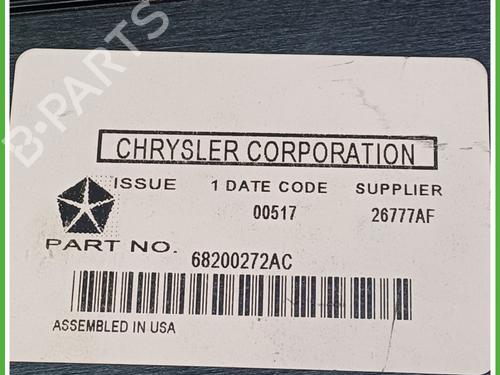 B-PARTS
CHRYSLER CORPORATION
ISSUE 1 DATE CODE SUPPLIER
00517 26777AF
PART NO. 68200272AC
ASSEMBLED IN USA